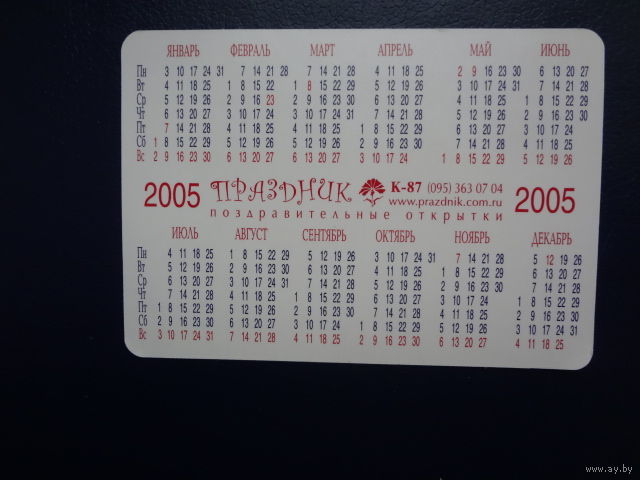 ЯНВАРЬ ФЕВРАЛЬ МАРТ АПРЕЛЬ МАЙ ИЮНЬ
Пн 3 10 17 24 31 7 14 21 28 7 14 21 28 4 11 18 25 2 9 16 23 30 6 13 20 27
Вт 4 11 18 25 1 8 15 22 1 8 15 22 29 5 12 19 26 3 10 17 24 31 7 14 21 28
Ср 5 12 19 26 2 9 16 23 2 9 16 23 30 6 13 20 27 4 11 18 25 1 8 15 22 29
Чт 6 13 20 27 3 10 17 24 3 10 17 24 31 7 14 21 28 5 12 19 26 2 9 16 23 30
Пт 7 14 21 28 4 11 18 25 4 11 18 25 1 8 15 22 29 6 13 20 27 3 10 17 24
Сб 1 8 15 22 29 5 12 19 26 5 12 19 26 2 9 16 23 30 7 14 21 28 4 11 18 25
Вс 2 9 16 23 30 6 13 20 27 6 13 20 27 3 10 17 24 1 8 15 22 29 5 12 19 26
2005 ПРАЗДНИК К-87 (095) 363 07 04 2005
www.prazdnik.com.ru
поздравительные открытки
ИЮЛЬ АВГУСТ СЕНТЯБРЬ ОКТЯБРЬ НОЯБРЬ ДЕКАБРЬ
Пн 4 11 18 25 1 8 15 22 29 5 12 19 26 3 10 17 24 31 7 14 21 28 5 12 19 26
Вт 5 12 19 26 2 9 16 23 30 6 13 20 27 4 11 18 25 1 8 15 22 29 6 13 20 27
Ср 6 13 20 27 3 10 17 24 31 7 14 21 28 5 12 19 26 2 9 16 23 30 7 14 21 28
Чт 7 14 21 28 4 11 18 25 1 8 15 22 29 6 13 20 27 3 10 17 24 1 8 15 22 29
Пт 1 8 15 22 29 5 12 19 26 2 9 16 23 30 7 14 21 28 4 11 18 25 2 9 16 23 30
Сб 2 9 16 23 30 6 13 20 27 3 10 17 24 1 8 15 22 29 5 12 19 26 3 10 17 24 31
Вс 3 10 17 24 31 7 14 21 28 4 11 18 25 2 9 16 23 30 6 13 20 27 4 11 18 25
www.ay.by